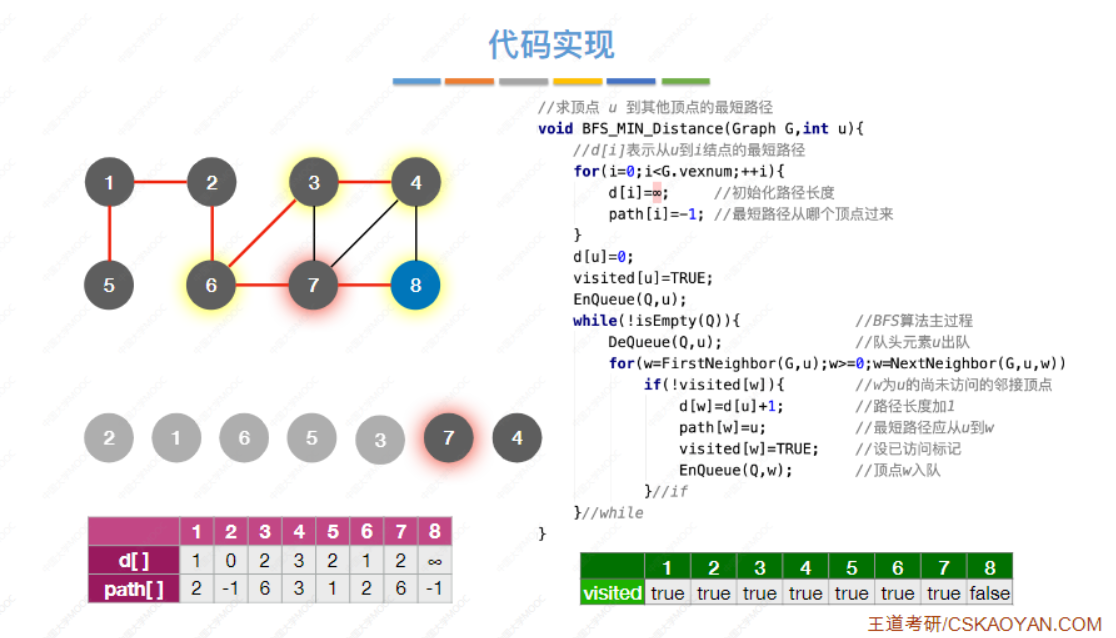 代码实现
1 2 3 4
5 6 7 8
2 1 6 5 3 7 4
1 2 3 4 5 6 7 8
d[ ] 1 0 2 3 2 1 2 ∞
path[ ] 2 -1 6 3 1 2 6 -1
//求顶点 u 到其他顶点的最短路径
void BFS_MIN_Distance(Graph G,int u){
//d[i]表示从u到i结点的最短路径
for(i=0;i<G.vexnum;++i){
d[i]=∞; //初始化路径长度
path[i]=-1; //最短路径从哪个顶点过来
}
d[u]=0;
visited[u]=TRUE;
EnQueue(Q,u);
while(!isEmpty(Q)){ //BFS算法主过程
DeQueue(Q,u); //队头元素u出队
for(w=FirstNeighbor(G,u);w>=0;w=NextNeighbor(G,u,w))
if(!visited[w]){ //w为u的尚未访问的邻接顶点
d[w]=d[u]+1; //路径长度加1
path[w]=u; //最短路径应从u到w
visited[w]=TRUE; //设已访问标记
EnQueue(Q,w); //顶点w入队
}//if
}//while
}
1 2 3 4 5 6 7 8
visited true true true true true true true false
王道考研/CSKAOYAN.COM